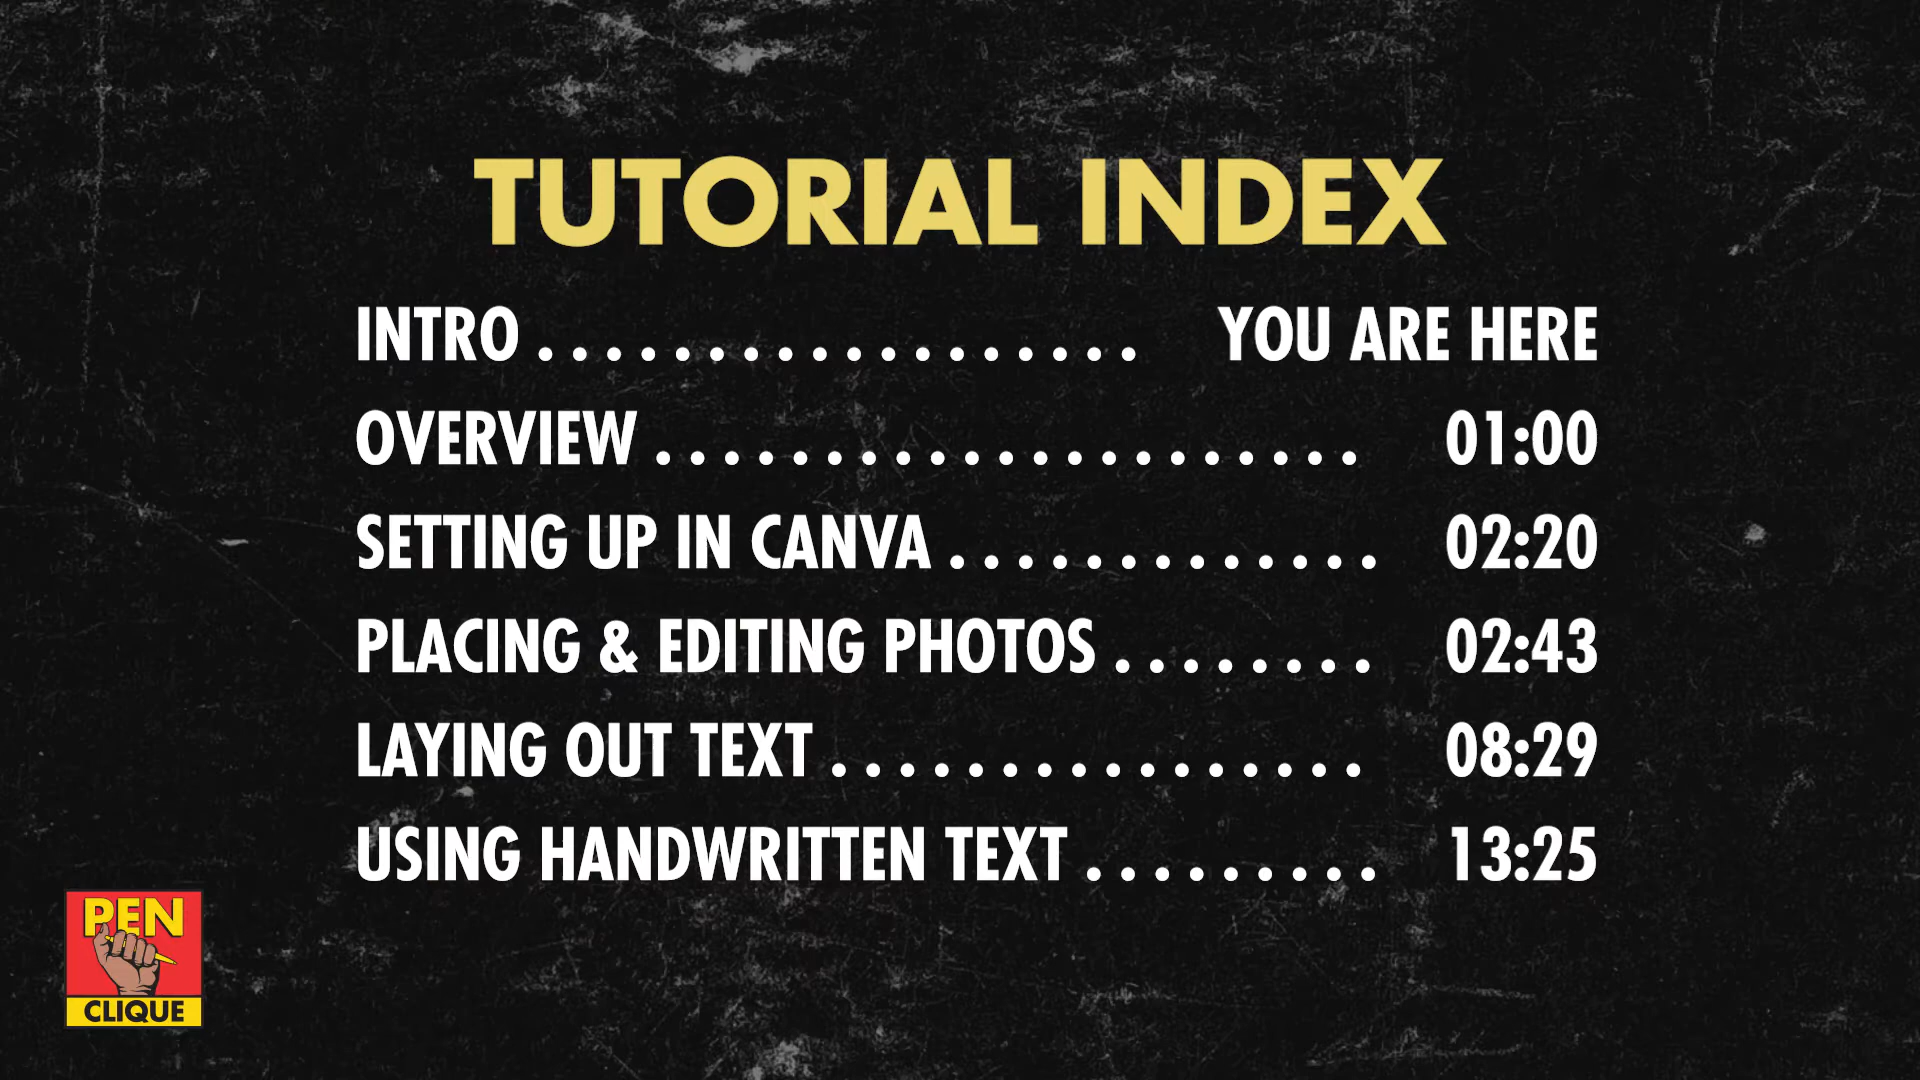 TUTORIAL INDEX
INTRO . . . . . . . . . . . . . . . . . . YOU ARE HERE
OVERVIEW . . . . . . . . . . . . . . . . . . . . . 01:00
SETTING UP IN CANVA . . . . . . . . . . . . . 02:20
PLACING & EDITING PHOTOS . . . . . . . . 02:43
LAYING OUT TEXT . . . . . . . . . . . . . . . . 08:29
USING HANDWRITTEN TEXT . . . . . . . . . 13:25
PEN
CLIQUE